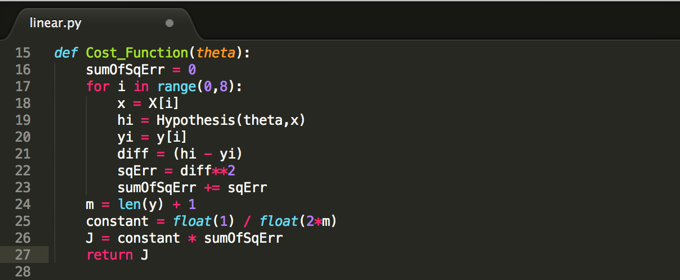 linear.py
15 def Cost_Function(theta):
16     sumOfSqErr = 0
17     for i in range(0,8):
18         x = X[i]
19         hi = Hypothesis(theta,x)
20         yi = y[i]
21         diff = (hi - yi)
22         sqErr = diff**2
23         sumOfSqErr += sqErr
24     m = len(y) + 1
25     constant = float(1) / float(2*m)
26     J = constant * sumOfSqErr
27     return J
28